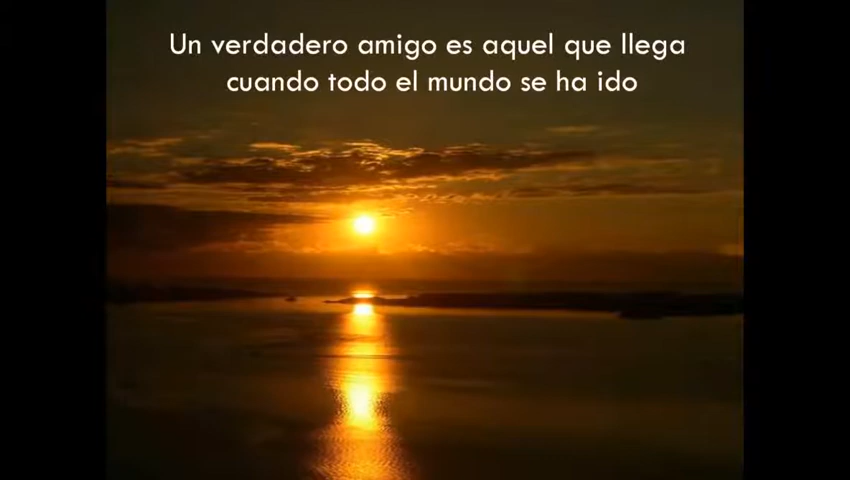 Un verdadero amigo es aquel que llega
cuando todo el mundo se ha ido